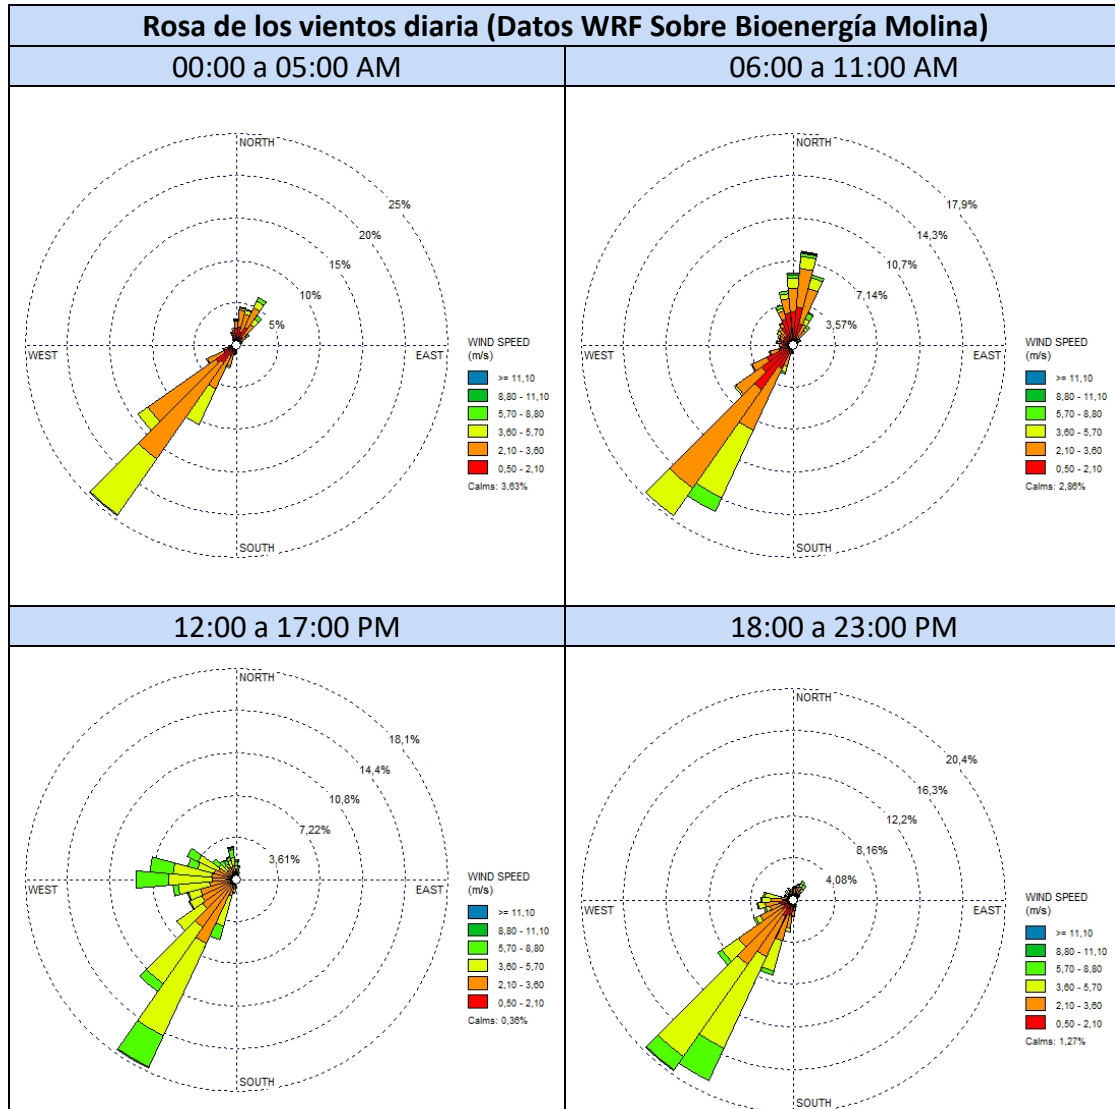 Rosa de los vientos diaria (Datos WRF Sobre Bioenergía Molina)
00:00 a 05:00 AM
06:00 a 11:00 AM
NORTH
25%
20%
15%
10%
5%
WEST
EAST
SOUTH
WIND SPEED
(m/s)
>= 11,10
8,80 - 11,10
5,70 - 8,80
3,60 - 5,70
2,10 - 3,60
0,50 - 2,10
Calms: 3,63%
NORTH
17,9%
14,3%
10,7%
7,14%
3,57%
WEST
EAST
SOUTH
WIND SPEED
(m/s)
>= 11,10
8,80 - 11,10
5,70 - 8,80
3,60 - 5,70
2,10 - 3,60
0,50 - 2,10
Calms: 2,86%
12:00 a 17:00 PM
18:00 a 23:00 PM
NORTH
18,1%
14,4%
10,8%
7,22%
3,61%
WEST
EAST
SOUTH
WIND SPEED
(m/s)
>= 11,10
8,80 - 11,10
5,70 - 8,80
3,60 - 5,70
2,10 - 3,60
0,50 - 2,10
Calms: 0,36%
NORTH
20,4%
16,3%
12,2%
8,16%
4,08%
WEST
EAST
SOUTH
WIND SPEED
(m/s)
>= 11,10
8,80 - 11,10
5,70 - 8,80
3,60 - 5,70
2,10 - 3,60
0,50 - 2,10
Calms: 1,27%